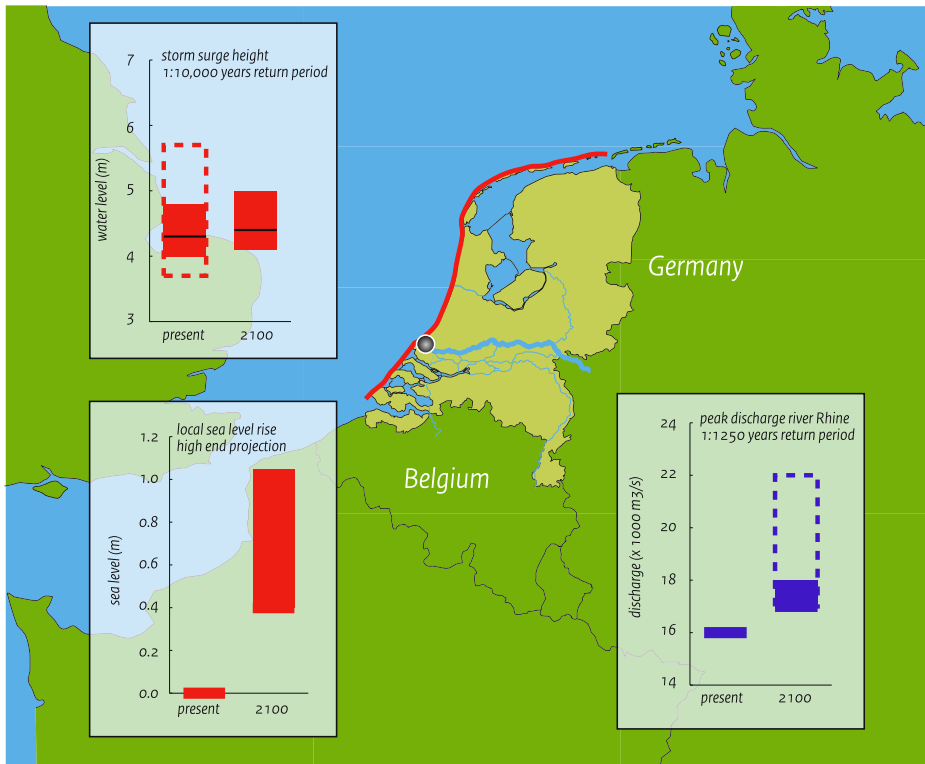 storm surge height
1:10,000 years return period
7
6
5
4
3
water level (m)
present
2100
Germany
local sea level rise
high end projection
1.2
1.0
0.8
0.6
0.4
0.2
0.0
sea level (m)
present
2100
Belgium
peak discharge river Rhine
1:1250 years return period
24
22
20
18
16
14
discharge (x 1000 m3/s)
present
2100